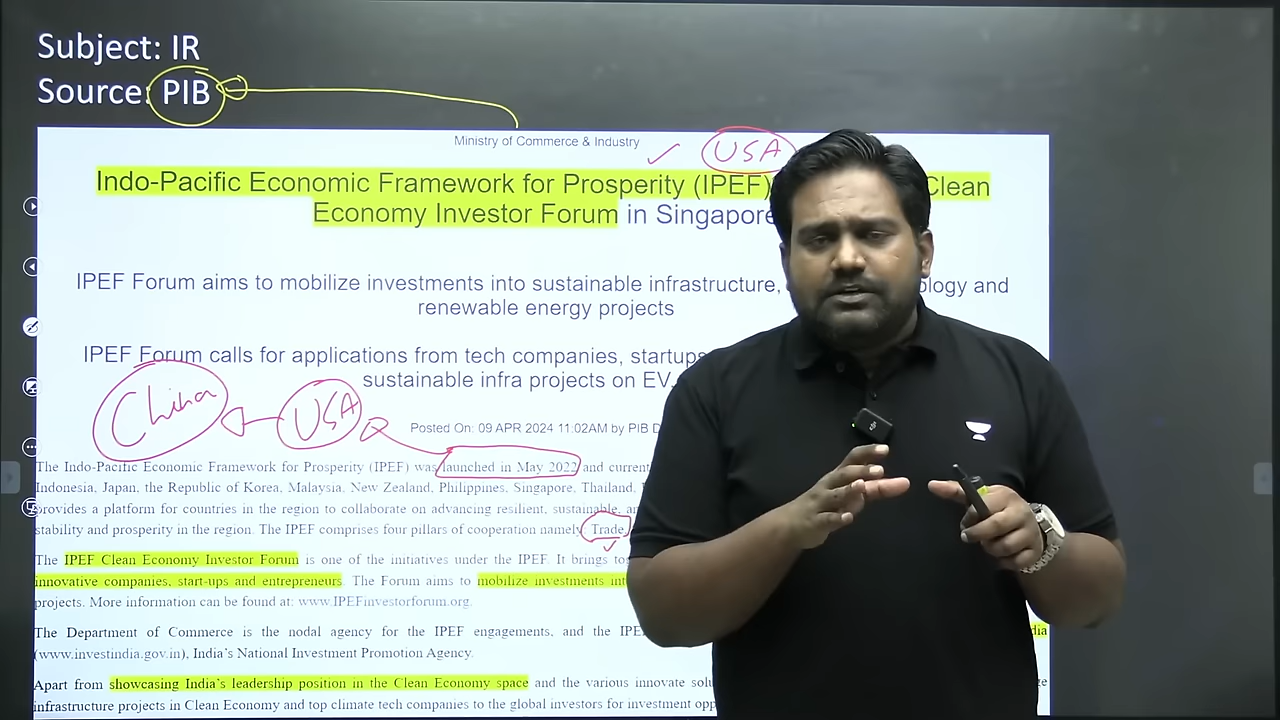 Subject: IR
Source: PIB
Ministry of Commerce & Industry
USA
Indo-Pacific Economic Framework for Prosperity (IPEF) Clean
Economy Investor Forum in Singapore
IPEF Forum aims to mobilize investments into sustainable infrastructure, ology and
renewable energy projects
IPEF Forum calls for applications from tech companies, startups
sustainable infra projects on EV,
China USA
Posted On: 09 APR 2024 11:02AM by PIB D
The Indo-Pacific Economic Framework for Prosperity (IPEF) was launched in May 2022 and current
Indonesia, Japan, the Republic of Korea, Malaysia, New Zealand, Philippines, Singapore, Thailand,
provides a platform for countries in the region to collaborate on advancing resilient, sustainable, an
stability and prosperity in the region. The IPEF comprises four pillars of cooperation namely Trade,
The IPEF Clean Economy Investor Forum is one of the initiatives under the IPEF. It brings to
innovative companies, start-ups and entrepreneurs. The Forum aims to mobilize investments int
projects. More information can be found at: www.IPEFinvestorforum.org.
The Department of Commerce is the nodal agency for the IPEF engagements, and the IPE dia
(www.investindia.gov.in), India's National Investment Promotion Agency.
Apart from showcasing India's leadership position in the Clean Economy space and the various innovate solu ge
infrastructure projects in Clean Economy and top climate tech companies to the global investors for investment opp